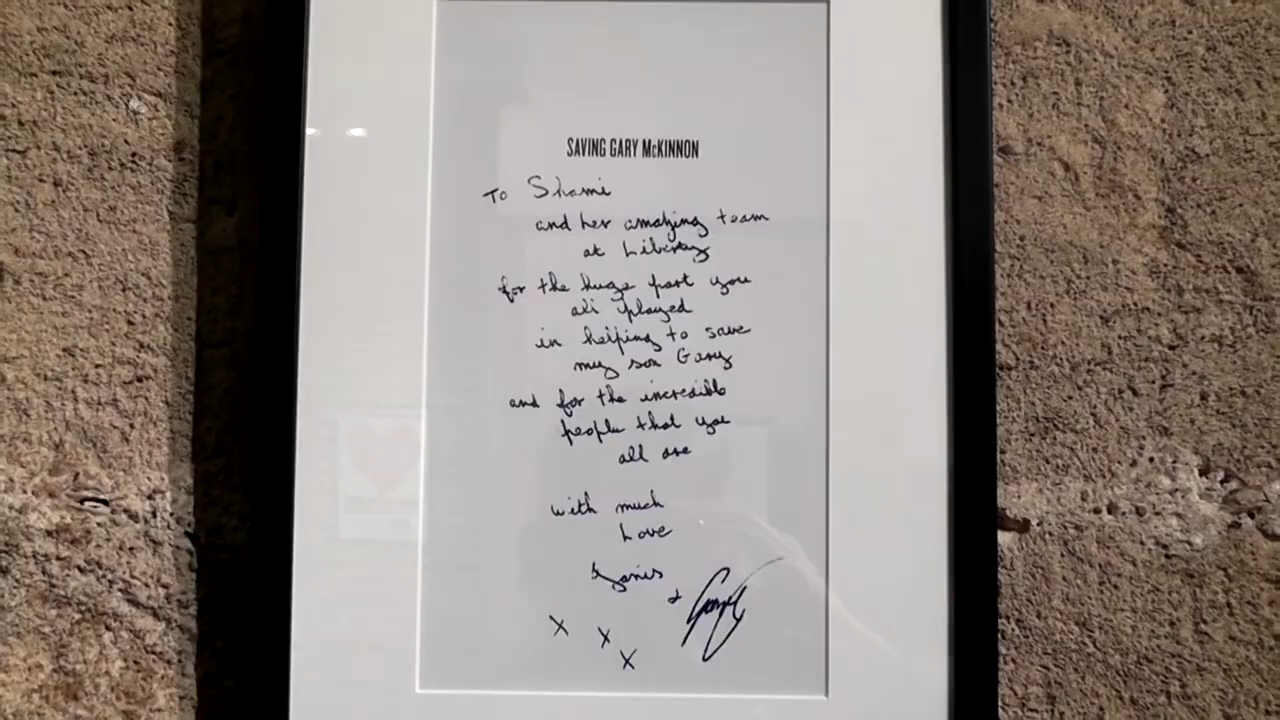 SAVING GARY McKINNON
To Shami
and her amazing team
at Liberty
for the huge part you
all played
in helping to save
my son Gary
and for the incredible
people that you
all are
with much
Love
Janis
& Gary
X
X
X